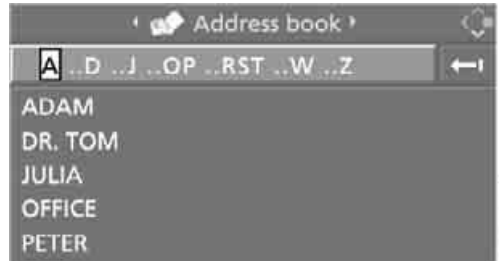 Address book
A ..D ..J ..OP ..RST ..W ..Z
ADAM
DR. TOM
JULIA
OFFICE
PETER